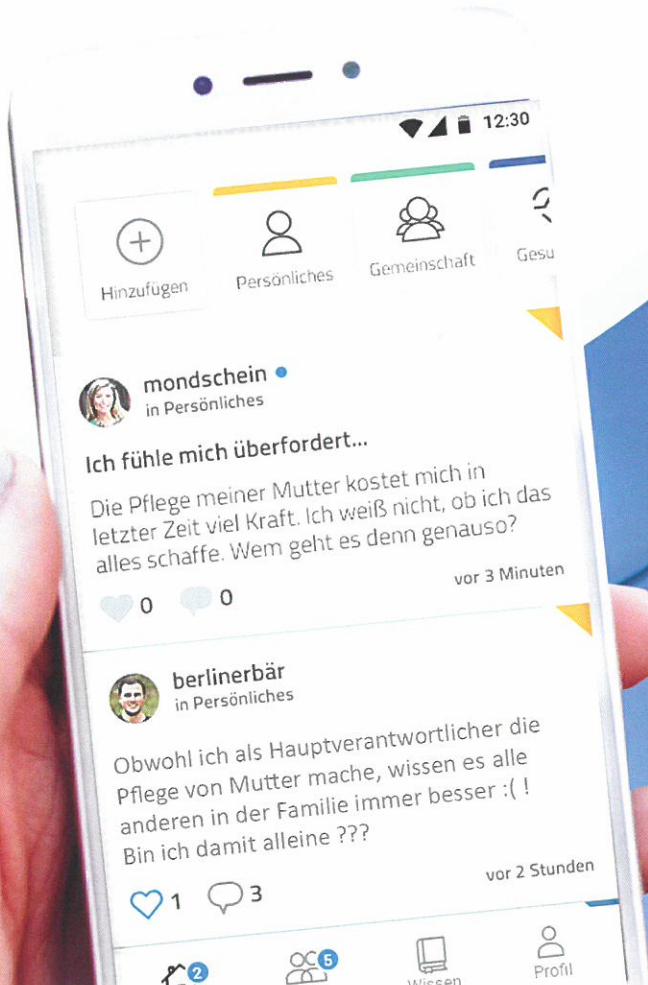 12:30
Hinzufügen
Persönliches
Gemeinschaft
Gesu
mondschein
in Persönliches
Ich fühle mich überfordert...
Die Pflege meiner Mutter kostet mich in
letzter Zeit viel Kraft. Ich weiß nicht, ob ich das
alles schaffe. Wem geht es denn genauso?
0
0
vor 3 Minuten
berlinerbär
in Persönliches
Obwohl ich als Hauptverantwortlicher die
Pflege von Mutter mache, wissen es alle
anderen in der Familie immer besser :( !
Bin ich damit alleine ???
1
3
vor 2 Stunden
2
5
Wissen
Profil